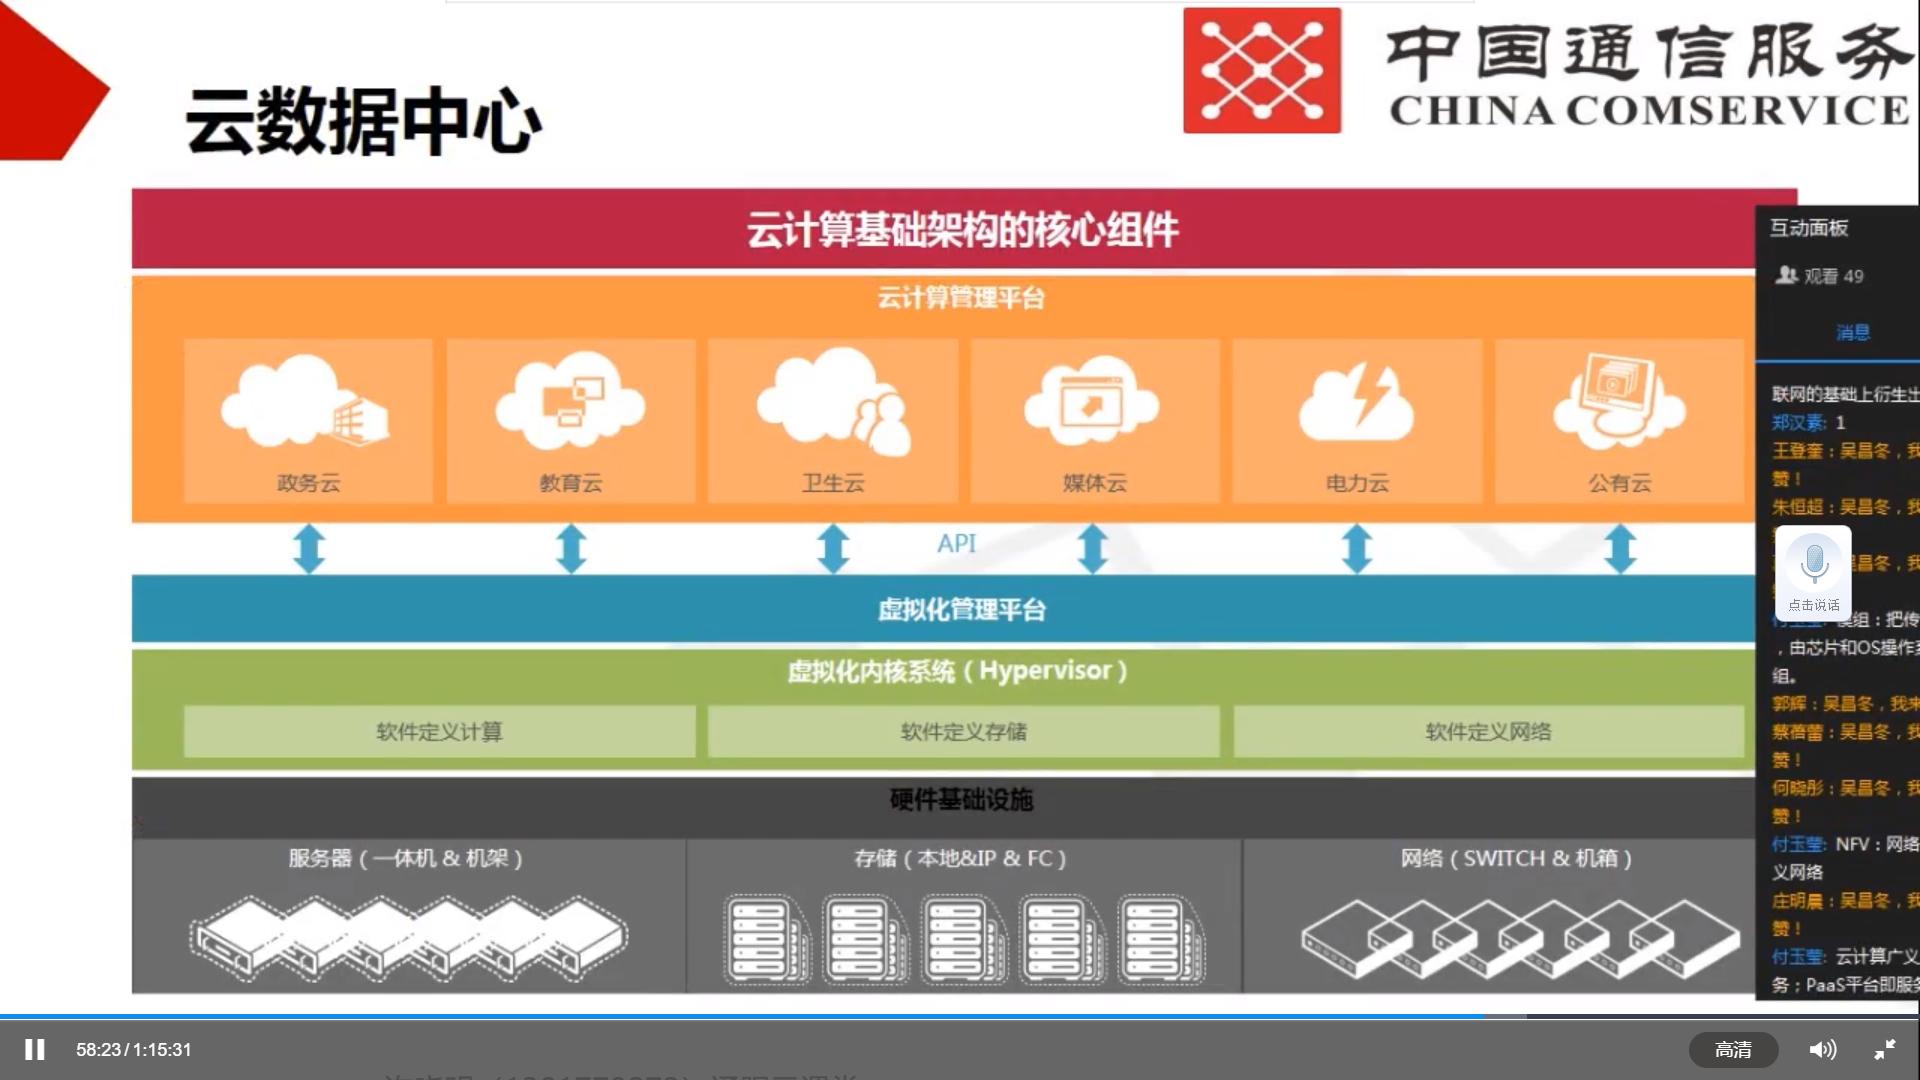 中国通信服务
CHINA COMSERVICE
云数据中心
云计算基础架构的核心组件
云计算管理平台
政务云
教育云
卫生云
媒体云
电力云
公有云
API
虚拟化管理平台
虚拟化内核系统（Hypervisor）
软件定义计算
软件定义存储
软件定义网络
硬件基础设施
服务器（一体机 & 机架）
存储（本地&IP & FC）
网络（SWITCH & 机箱）
互动面板
观看 49
消息
联网的基础上衍生出
郑汉素: 1
王登奎：吴昌冬，我
赞！
朱恒超：吴昌冬，我
昌冬，我
点击说话
模组：把传
，由芯片和OS操作系
组。
郭辉：吴昌冬，我来
蔡蓓蕾：吴昌冬，我
赞！
何晓彤：吴昌冬，我
赞！
付玉莹: NFV：网络
义网络
庄明晨：吴昌冬，我
赞！
付玉莹: 云计算广义
务；PaaS平台即服务
58:23/1:15:31
高清